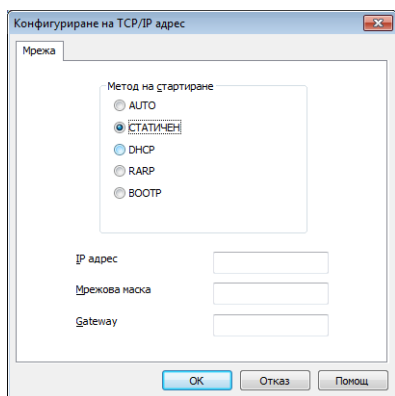 Конфигуриране на TCP/IP адрес
Мрежа
Метод на стартиране
AUTO
СТАТИЧЕН
DHCP
RARP
BOOTP
IP адрес
Мрежова маска
Gateway
OK Отказ Помощ